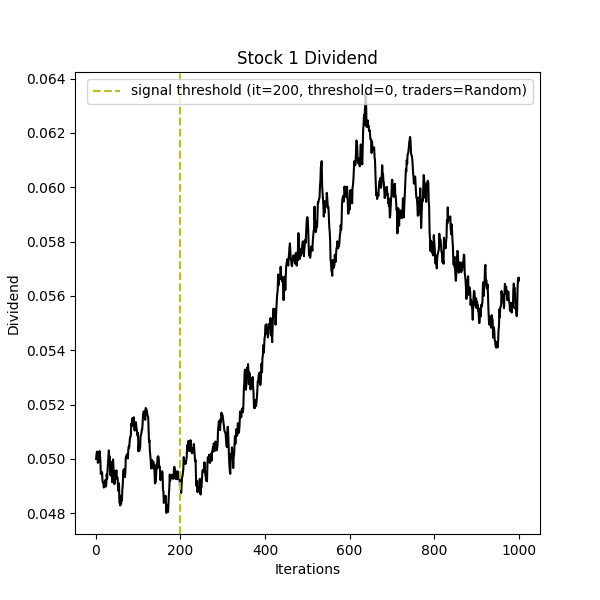 Stock 1 Dividend
signal threshold (it=200, threshold=0, traders=Random)
0.064
0.062
0.060
0.058
0.056
0.054
0.052
0.050
0.048
Dividend
0 200 400 600 800 1000
Iterations